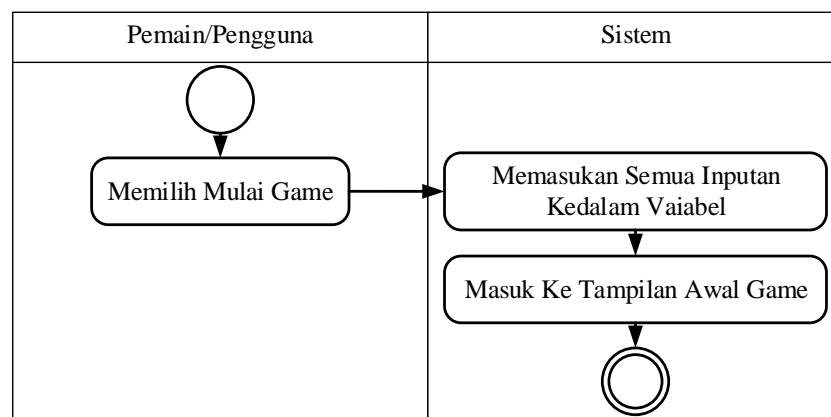 Pemain/Pengguna
Sistem
Memilih Mulai Game
Memasukan Semua Inputan
Kedalam Vaiabel
Masuk Ke Tampilan Awal Game